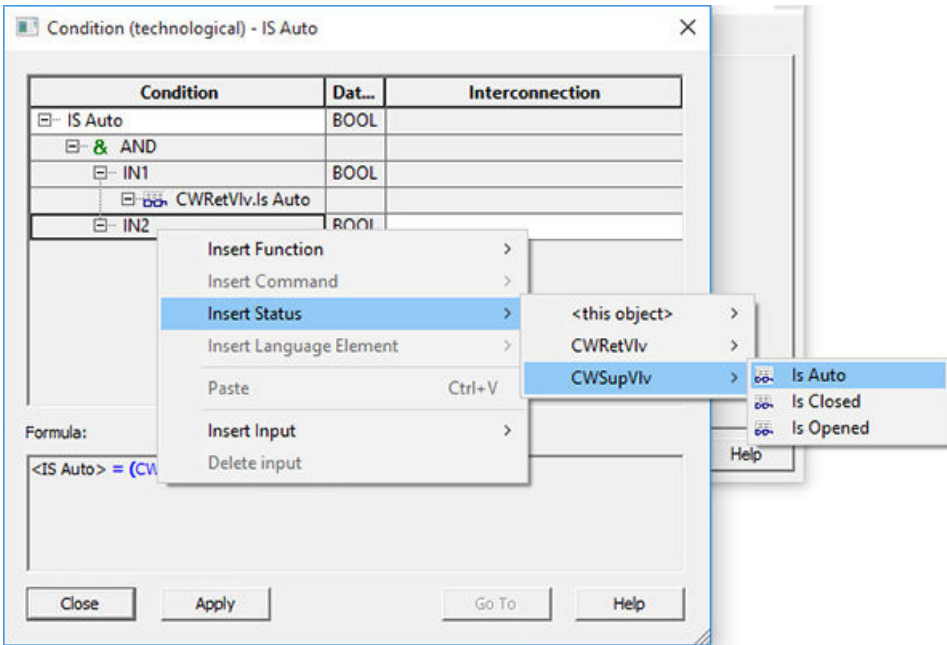 Condition (technological) - IS Auto
Condition Dat... Interconnection
IS Auto BOOL
& AND
IN1 BOOL
CWRetVlv.Is Auto
IN2 BOOL
Insert Function
Insert Command
Insert Status
Insert Language Element
Paste Ctrl+V
Insert Input
Delete input
<this object>
CWRetVlv
CWSupVlv
Is Auto
Is Closed
Is Opened
Help
Formula:
<IS Auto> = (CW
Close Apply Go To Help